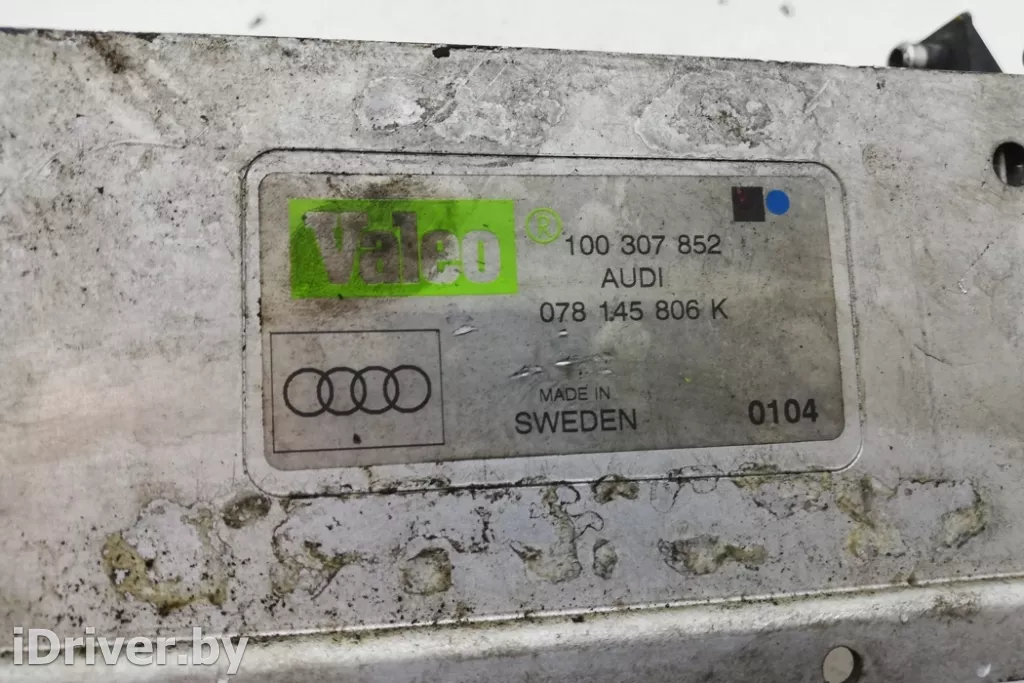 Valeo ® 100 307 852
AUDI
078 145 806 K
MADE IN
SWEDEN
0104
iDriver.by